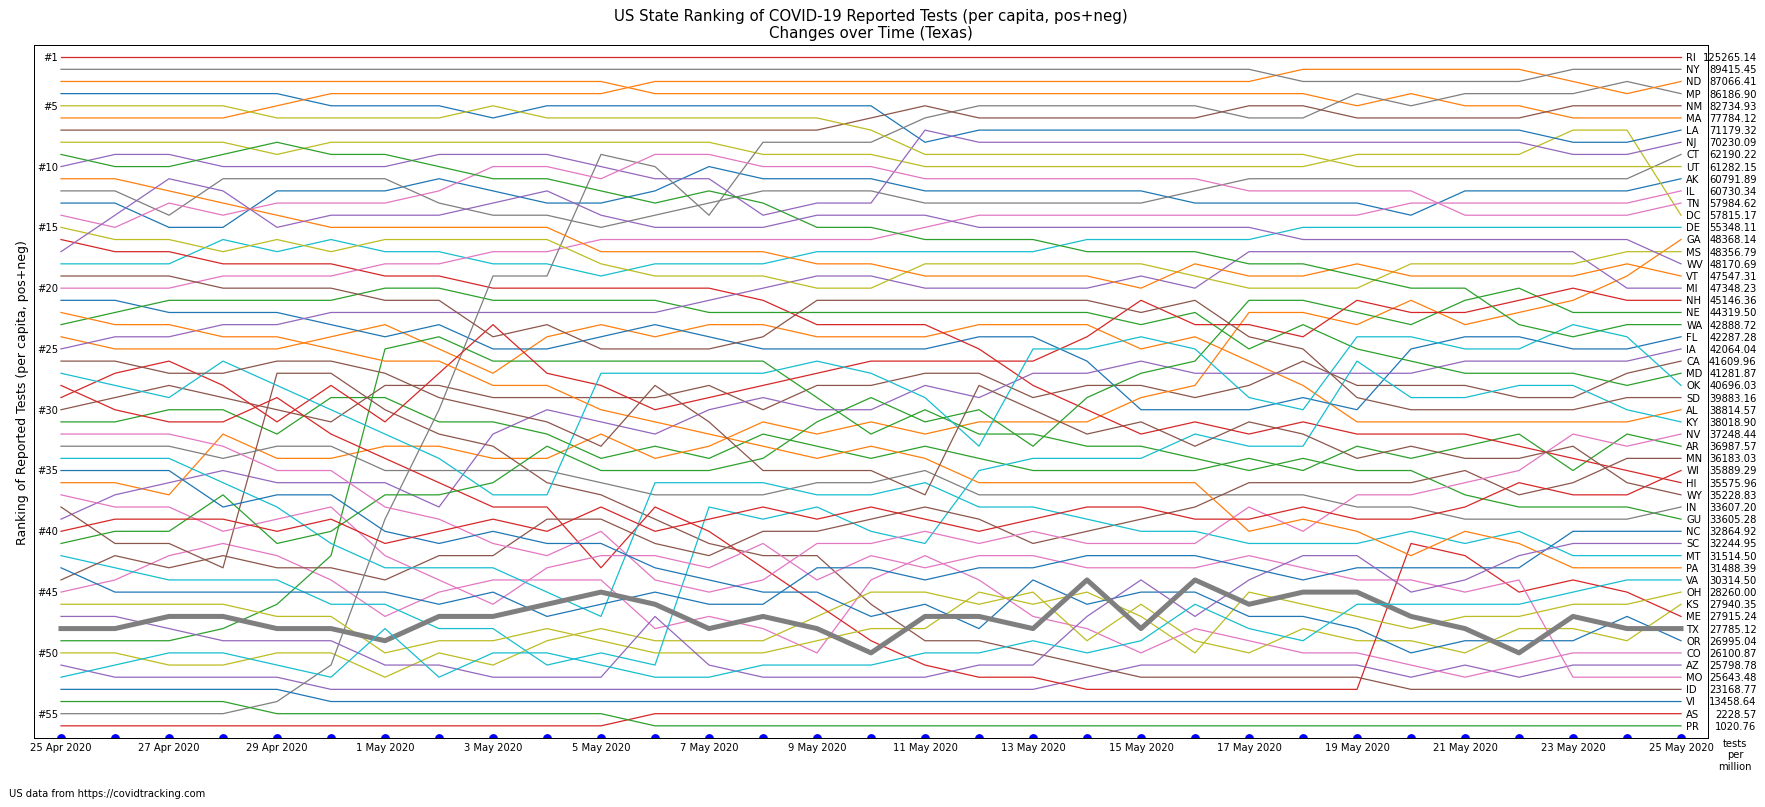 US State Ranking of COVID-19 Reported Tests (per capita, pos+neg)
Changes over Time (Texas)
Ranking of Reported Tests (per capita, pos+neg)
#1
#5
#10
#15
#20
#25
#30
#35
#40
#45
#50
#55
RI 125265.14
NY 89415.45
ND 87066.41
MP 86186.90
NM 82734.93
MA 77784.12
LA 71179.32
NJ 70230.09
CT 62190.22
UT 61282.15
AK 60791.89
IL 60730.34
TN 57984.62
DC 57815.17
DE 55348.11
GA 48368.14
MS 48356.79
WV 48170.69
VT 47547.31
MI 47348.23
NH 45146.36
NE 44319.50
WA 42888.72
FL 42287.28
IA 42064.04
CA 41609.96
MD 41281.87
OK 40696.03
SD 39883.16
AL 38814.57
KY 38018.90
NV 37248.44
AR 36987.57
MN 36183.03
WI 35889.29
HI 35575.96
WY 35228.83
IN 33607.20
GU 33605.28
NC 32864.92
SC 32244.95
MT 31514.50
PA 31488.39
VA 30314.50
OH 28260.00
KS 27940.35
ME 27915.24
TX 27785.12
OR 26995.04
CO 26100.87
AZ 25798.78
MO 25643.48
ID 23168.77
VI 13458.64
AS 2228.57
PR 1020.76
25 Apr 2020
27 Apr 2020
29 Apr 2020
1 May 2020
3 May 2020
5 May 2020
7 May 2020
9 May 2020
11 May 2020
13 May 2020
15 May 2020
17 May 2020
19 May 2020
21 May 2020
23 May 2020
25 May 2020
tests
per
million
US data from https://covidtracking.com